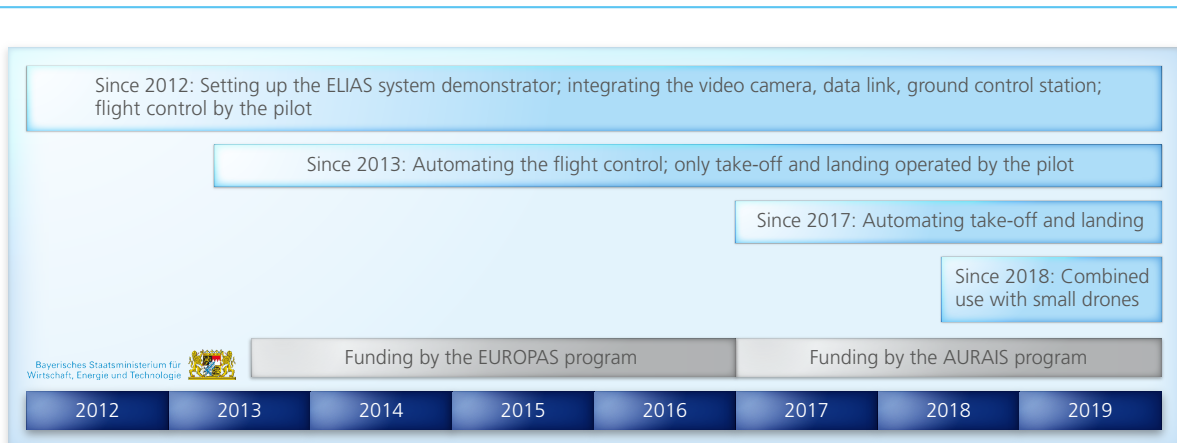 Since 2012: Setting up the ELIAS system demonstrator; integrating the video camera, data link, ground control station;
flight control by the pilot
Since 2013: Automating the flight control; only take-off and landing operated by the pilot
Since 2017: Automating take-off and landing
Since 2018: Combined
use with small drones
Bayerisches Staatsministerium für
Wirtschaft, Energie und Technologie
Funding by the EUROPAS program
Funding by the AURAIS program
2012
2013
2014
2015
2016
2017
2018
2019